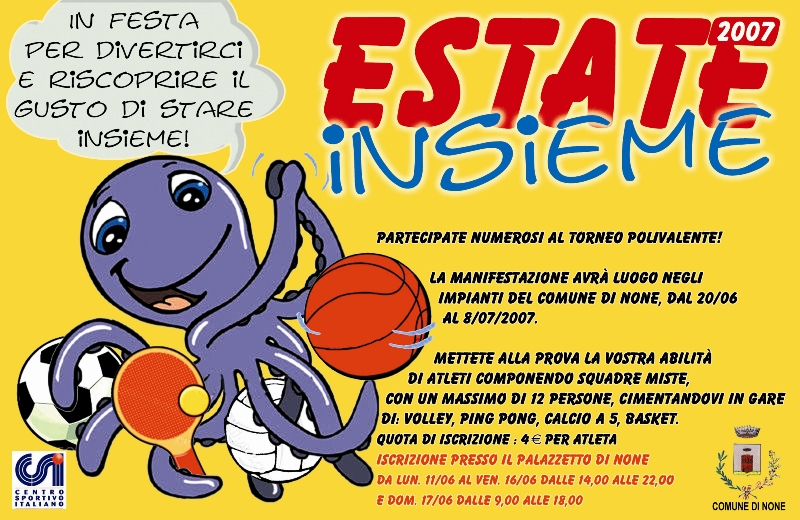 IN FESTA
PER DIVERTIRCI
E RISCOPRIRE IL
GUSTO DI STARE
INSIEME!
ESTATE
2007
INSIEME
PARTECIPATE NUMEROSI AL TORNEO POLIVALENTE!
LA MANIFESTAZIONE AVRÀ LUOGO NEGLI
IMPIANTI DEL COMUNE DI NONE, DAL 20/06
AL 8/07/2007.
METTETE ALLA PROVA LA VOSTRA ABILITÀ
DI ATLETI COMPONENDO SQUADRE MISTE,
CON UN MASSIMO DI 12 PERSONE, CIMENTANDOVI IN GARE
DI: VOLLEY, PING PONG, CALCIO A 5, BASKET.
QUOTA DI ISCRIZIONE : 4€ PER ATLETA
ISCRIZIONE PRESSO IL PALAZZETTO DI NONE
DA LUN. 11/06 AL VEN. 16/06 DALLE 14,00 ALLE 22,00
E DOM. 17/06 DALLE 9,00 ALLE 18,00
CSI
CENTRO
SPORTIVO
ITALIANO
COMUNE DI NONE